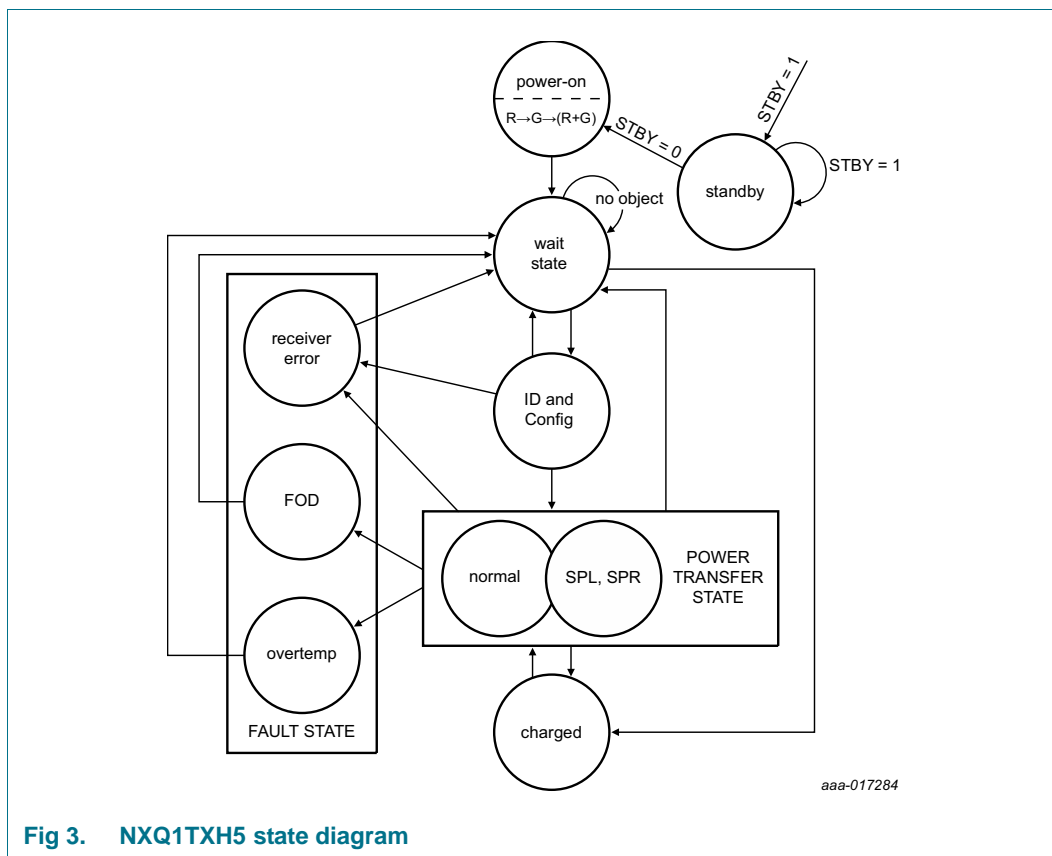 power-on
R→G→(R+G)
STBY = 1
STBY = 0
STBY = 1
standby
no object
wait
state
receiver
error
ID and
Config
FOD
normal
SPL, SPR
POWER
TRANSFER
STATE
overtemp
FAULT STATE
charged
aaa-017284
Fig 3. NXQ1TXH5 state diagram